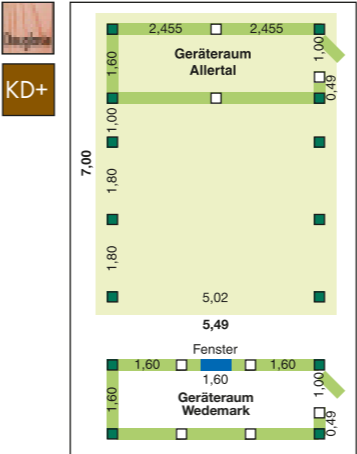 Douglasie
KD+
2,455 2,455
Geräteraum
Allertal
1,60
1,00
0,49
1,00
7,00
1,80
1,80
5,02
5,49
Fenster
1,60 1,60
1,60
Geräteraum
Wedemark
1,60
1,00
0,49